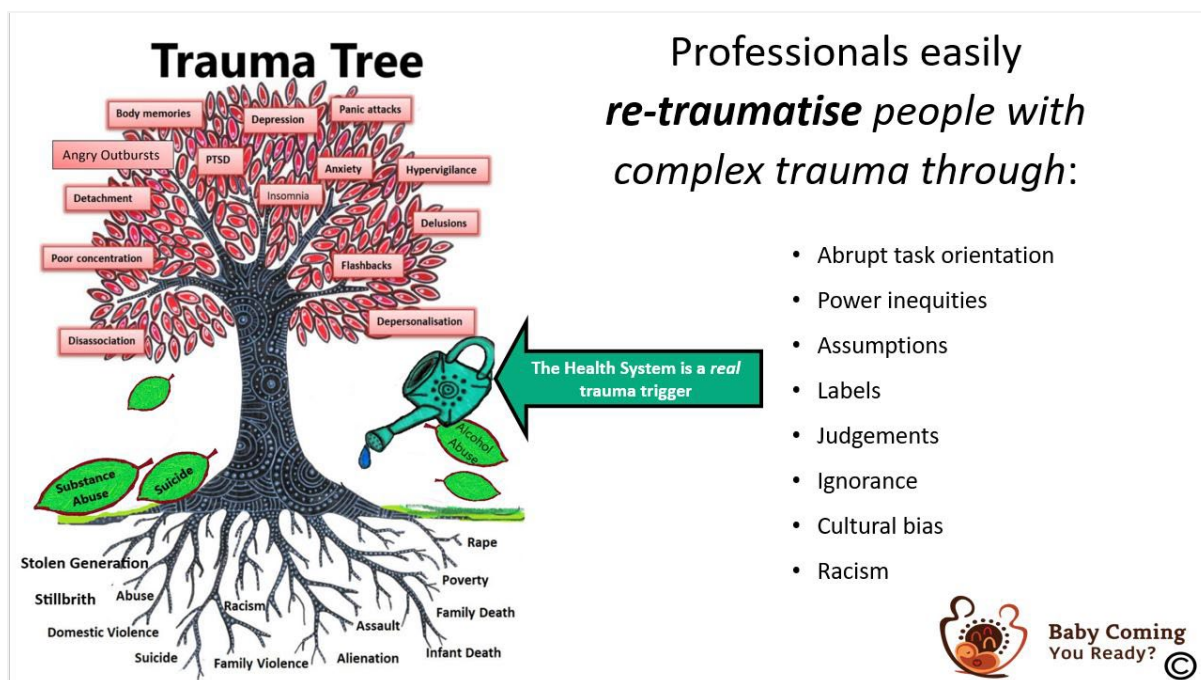 Trauma Tree
Body memories
Depression
Panic attacks
Angry Outbursts
PTSD
Anxiety
Hypervigilance
Detachment
Insomnia
Delusions
Poor concentration
Flashbacks
Disassociation
Depersonalisation
The Health System is a real
trauma trigger
Alcohol
Abuse
Substance
Abuse
Suicide
Stolen Generation
Stillbrith
Abuse
Domestic Violence
Suicide
Racism
Family Violence
Alienation
Assault
Rape
Poverty
Family Death
Infant Death
Professionals easily
re-traumatise people with
complex trauma through:
• Abrupt task orientation
• Power inequities
• Assumptions
• Labels
• Judgements
• Ignorance
• Cultural bias
• Racism
Baby Coming
You Ready?
©